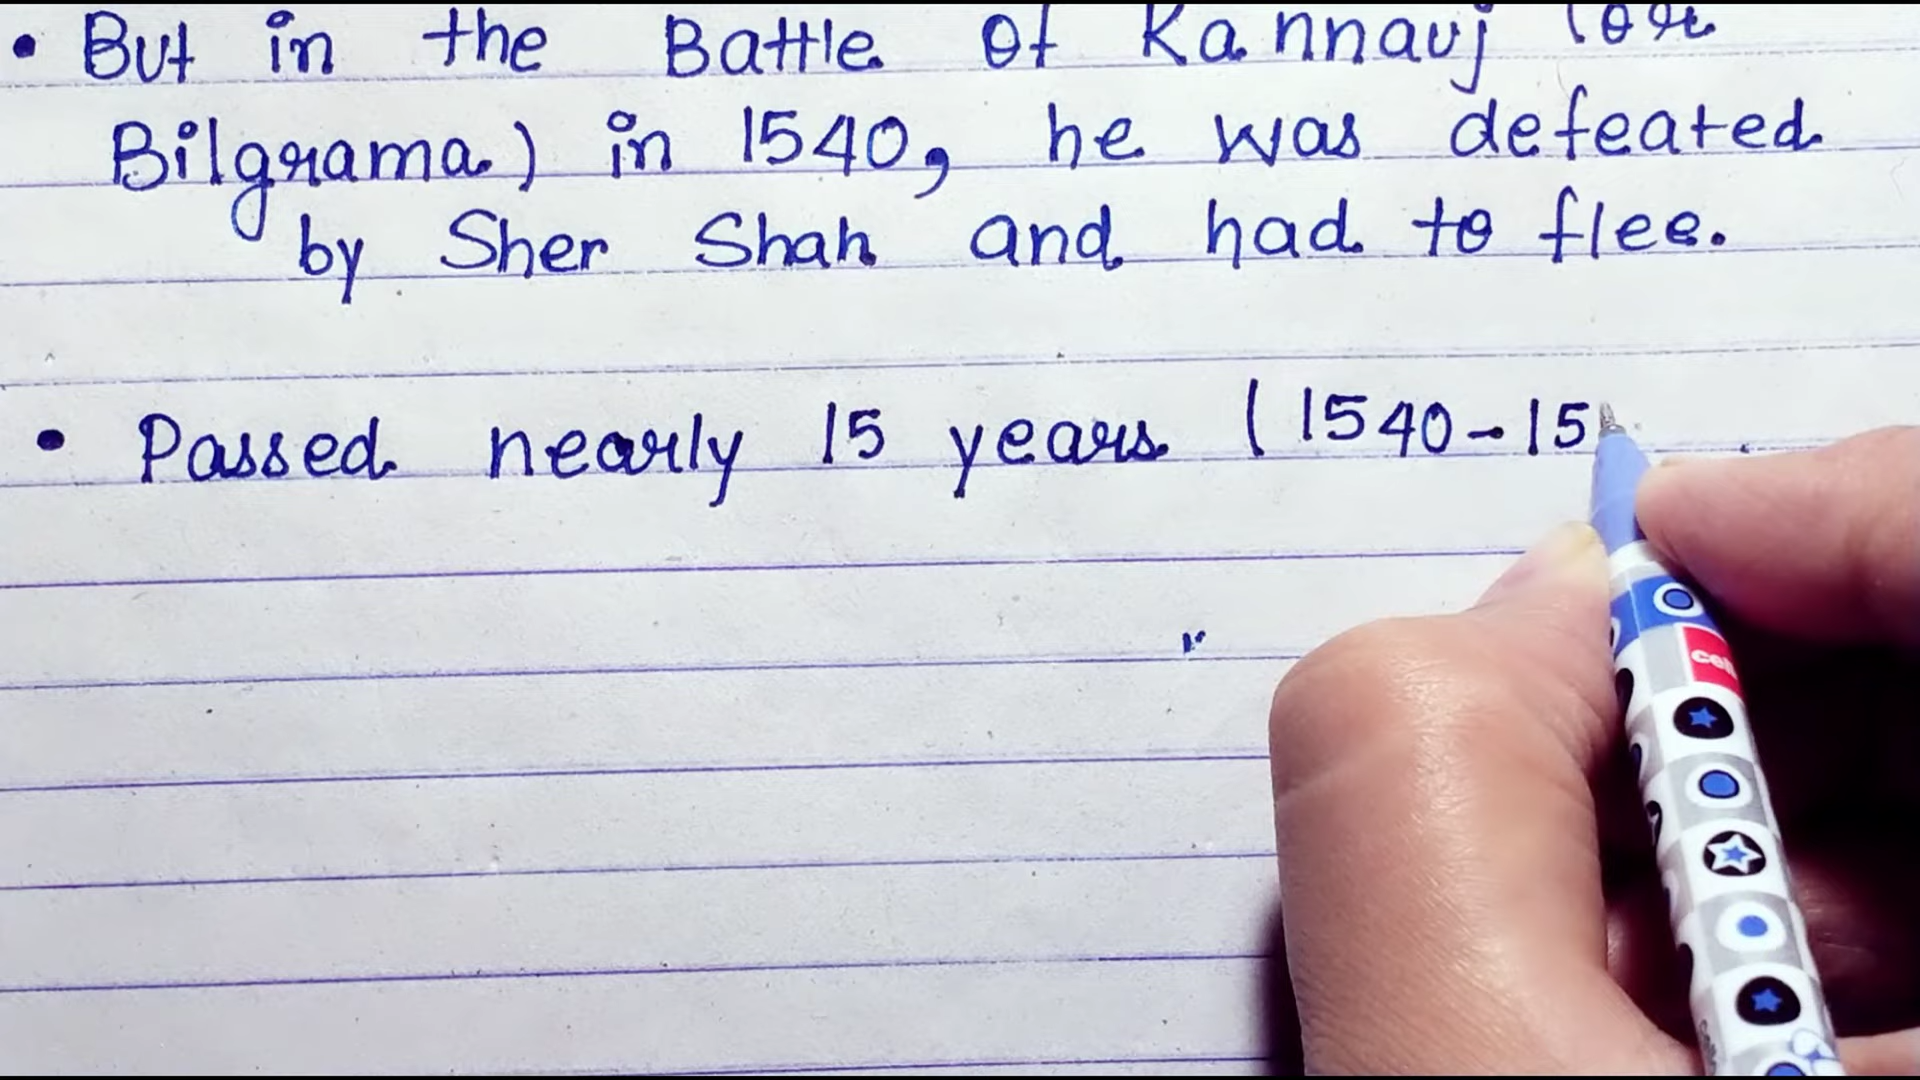 • But in the Battle of Kannauj (or
Bilgrama) in 1540, he was defeated
by Sher Shah and had to flee.
• Passed nearly 15 years (1540-15